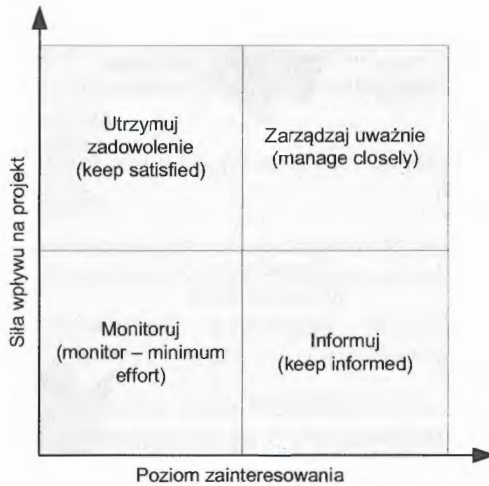 Siła wpływu na projekt
Utrzymuj
zadowolenie
(keep satisfied)
Zarządzaj uważnie
(manage closely)
Monitoruj
(monitor – minimum
effort)
Informuj
(keep informed)
Poziom zainteresowania